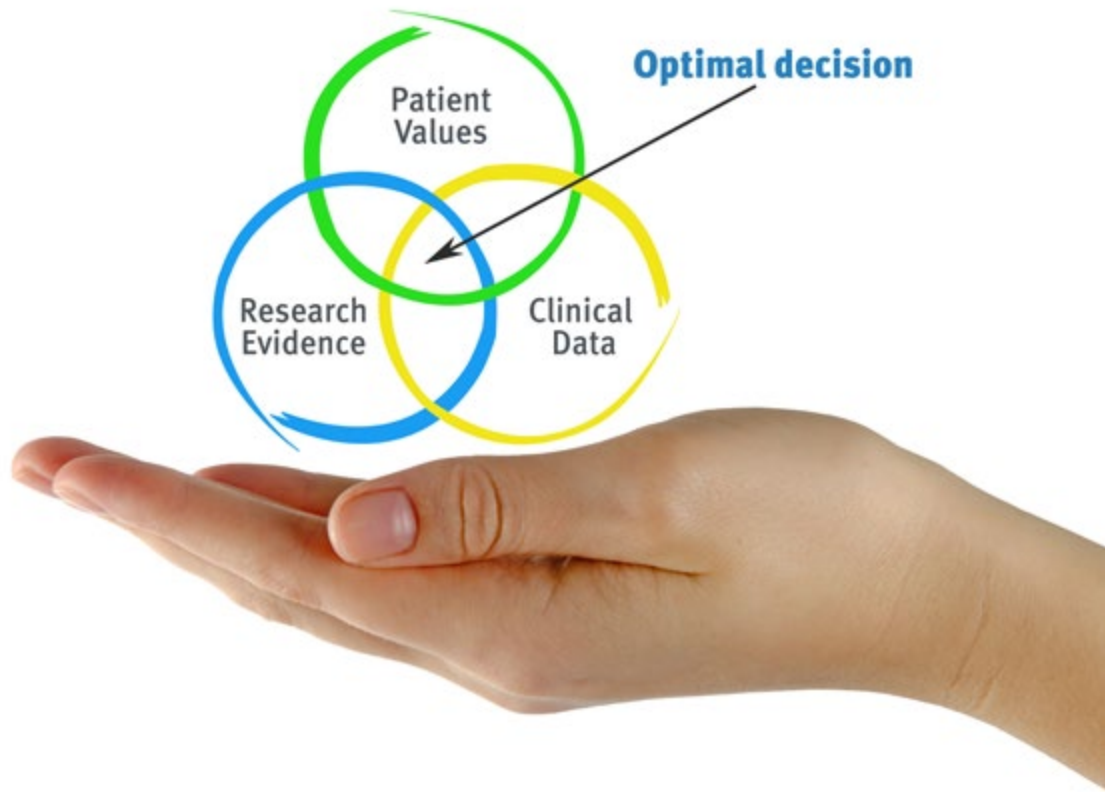 Optimal decision
Patient
Values
Research
Evidence
Clinical
Data